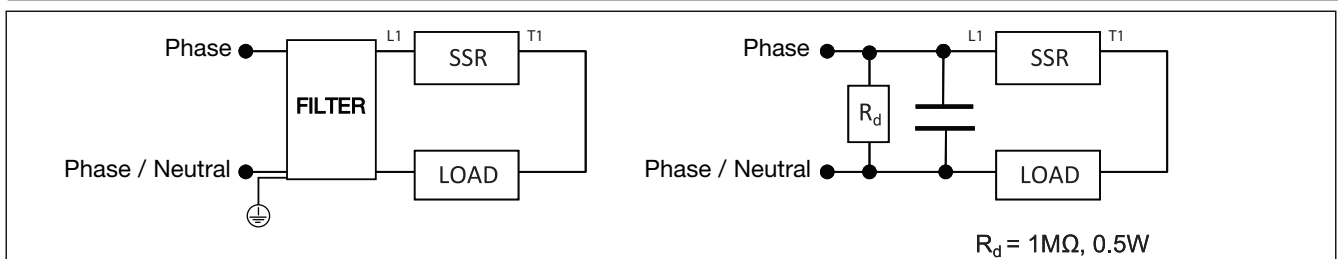 Phase
L1
SSR
T1
FILTER
Phase / Neutral
LOAD
Phase
L1
SSR
T1
Rd
Phase / Neutral
LOAD
Rd = 1MΩ, 0.5W